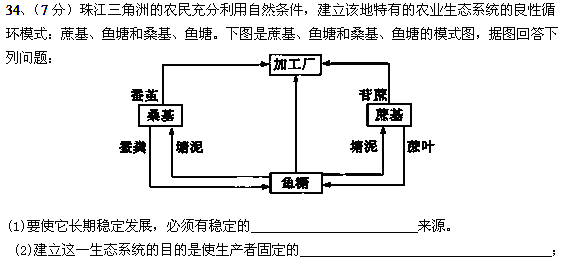 34、（7 分）珠江三角洲的农民充分利用自然条件，建立该地特有的农业生态系统的良性循
环模式：蔗基、鱼塘和桑基、鱼塘。下图是蔗基、鱼塘和桑基、鱼塘的模式图，据图回答下
列问题：
加工厂
蚕茧
甘蔗
桑基
蔗基
蚕粪
塘泥
塘泥
蔗叶
鱼塘
(1)要使它长期稳定发展，必须有稳定的________________________来源。
(2)建立这一生态系统的目的是使生产者固定的____________________________________；